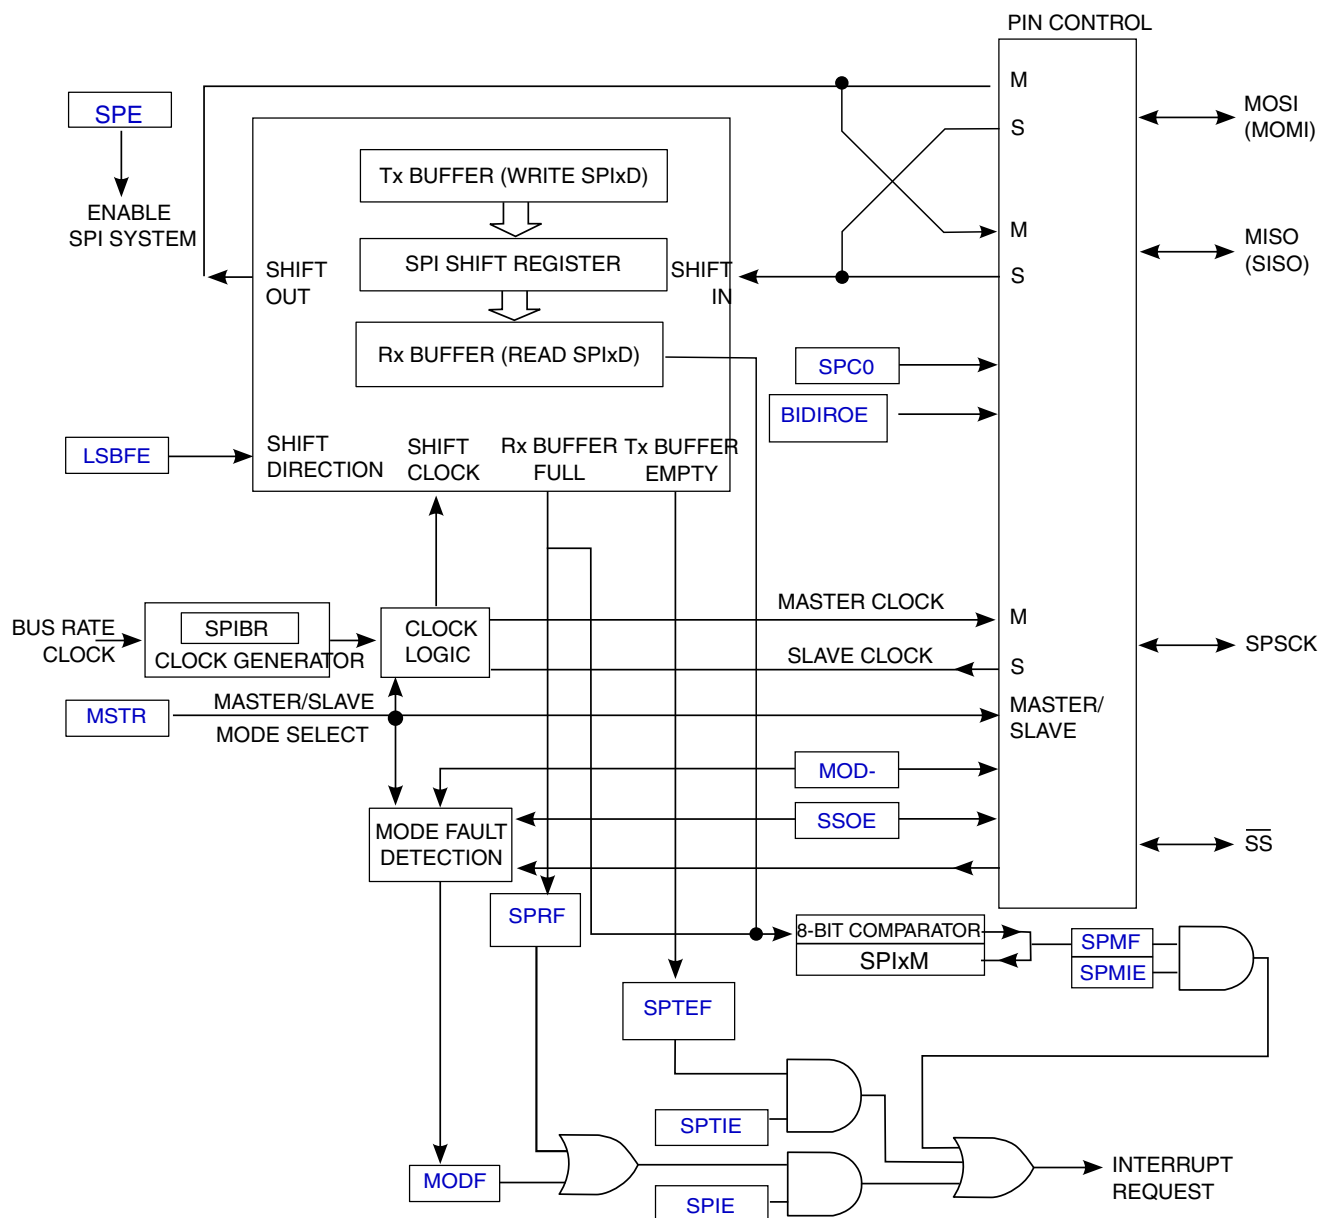 PIN CONTROL
M
S
M
S
MOSI
(MOMI)
MISO
(SISO)
SPE
ENABLE
SPI SYSTEM
Tx BUFFER (WRITE SPIxD)
SPI SHIFT REGISTER
Rx BUFFER (READ SPIxD)
SHIFT
OUT
SHIFT
IN
SPC0
BIDIROE
LSBFE
SHIFT
DIRECTION
SHIFT
CLOCK
Rx BUFFER
FULL
Tx BUFFER
EMPTY
BUS RATE
CLOCK
SPIBR
CLOCK GENERATOR
CLOCK
LOGIC
MASTER CLOCK
M
SLAVE CLOCK
S
SPSCK
MSTR
MASTER/SLAVE
MODE SELECT
MASTER/
SLAVE
MOD-
SSOE
MODE FAULT
DETECTION
SS
SPRF
8-BIT COMPARATOR
SPIxM
SPMF
SPMIE
SPTEF
SPTIE
MODF
SPIE
INTERRUPT
REQUEST